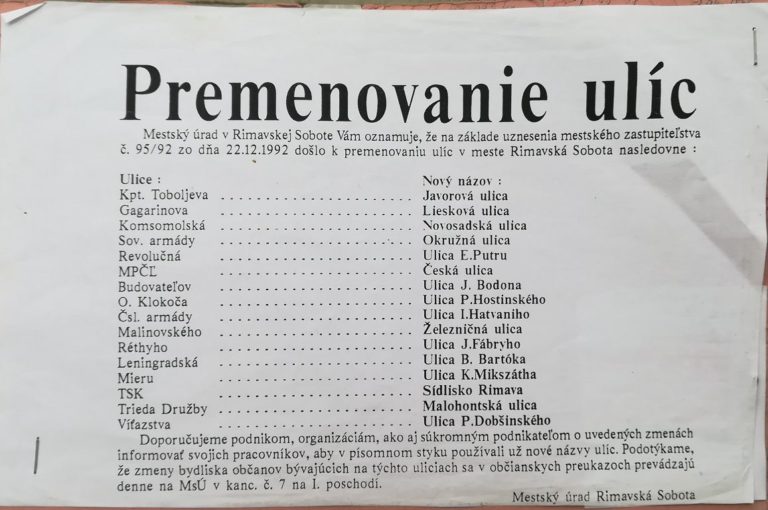 Premenovanie ulíc
Mestský úrad v Rimavskej Sobote Vám oznamuje, že na základe uznesenia mestského zastupiteľstva
č. 95/92 zo dňa 22.12.1992 došlo k premenovaniu ulíc v meste Rimavská Sobota nasledovne :
Ulice : Nový názov :
Kpt. Toboljeva . . . . . . . . . . . . . . . . . . . . Javorová ulica
Gagarinova . . . . . . . . . . . . . . . . . . . . Liesková ulica
Komsomolská . . . . . . . . . . . . . . . . . . . . Novosadská ulica
Sov. armády . . . . . . . . . . . . . . . . . . . . Okružná ulica
Revolučná . . . . . . . . . . . . . . . . . . . . Ulica E.Putru
MPČĽ . . . . . . . . . . . . . . . . . . . . Česká ulica
Budovateľov . . . . . . . . . . . . . . . . . . . . Ulica J. Bodona
O. Klokoča . . . . . . . . . . . . . . . . . . . . Ulica P.Hostinského
Čsl. armády . . . . . . . . . . . . . . . . . . . . Ulica I.Hatvaniho
Malinovského . . . . . . . . . . . . . . . . . . . . Železničná ulica
Réthyho . . . . . . . . . . . . . . . . . . . . Ulica J.Fábryho
Leningradská . . . . . . . . . . . . . . . . . . . . Ulica B. Bartóka
Mieru . . . . . . . . . . . . . . . . . . . . Ulica K.Mikszátha
TSK . . . . . . . . . . . . . . . . . . . . Sídlisko Rimava
Trieda Družby . . . . . . . . . . . . . . . . . . . . Malohontská ulica
Víťazstva . . . . . . . . . . . . . . . . . . . . Ulica P.Dobšinského
Doporučujeme podnikom, organizáciám, ako aj súkromným podnikateľom o uvedených zmenách
informovať svojich pracovníkov, aby v písomnom styku používali už nové názvy ulíc. Podotýkame,
že zmeny bydliska občanov bývajúcich na týchto uliciach sa v občianskych preukazoch prevádzajú
denne na MsÚ v kanc. č. 7 na I. poschodí.
Mestský úrad Rimavská Sobota